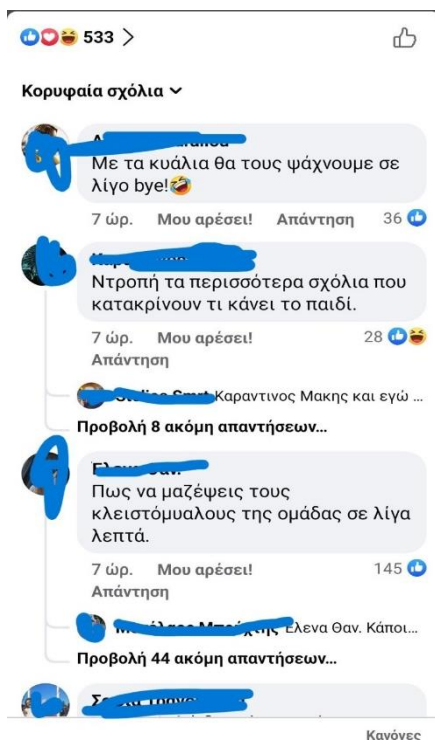 533
Κορυφαία σχόλια
Με τα κυάλια θα τους ψάχνουμε σε
λίγο bye!🤣
7 ώρ. Μου αρέσει! Απάντηση 36
Ντροπή τα περισσότερα σχόλια που
κατακρίνουν τι κάνει το παιδί.
7 ώρ. Μου αρέσει! 28
Απάντηση
Καραντινος Μακης και εγώ ...
Προβολή 8 ακόμη απαντήσεων...
Πως να μαζέψεις τους
κλειστόμυαλους της ομάδας σε λίγα
λεπτά.
7 ώρ. Μου αρέσει! 145
Απάντηση
Ελενα Θαν. Κάποι...
Προβολή 44 ακόμη απαντήσεων...
Κανόνες